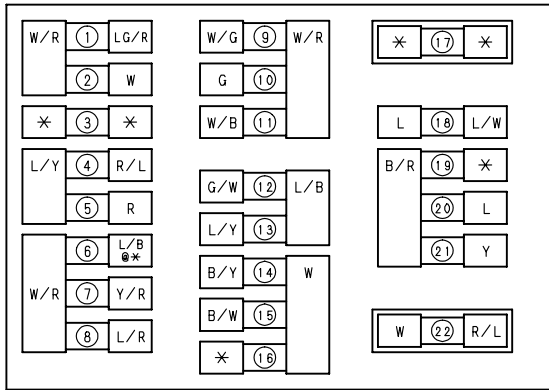 W/R ① LG/R
② W
✳ ③ ✳
L/Y ④ R/L
⑤ R
⑥ L/B
@✳
W/R ⑦ Y/R
⑧ L/R
W/G ⑨ W/R
G ⑩
W/B ⑪
G/W ⑫ L/B
L/Y ⑬
B/Y ⑭ W
B/W ⑮
✳ ⑯
✳ ⑰ ✳
L ⑱ L/W
B/R ⑲ ✳
⑳ L
㉑ Y
W ㉒ R/L